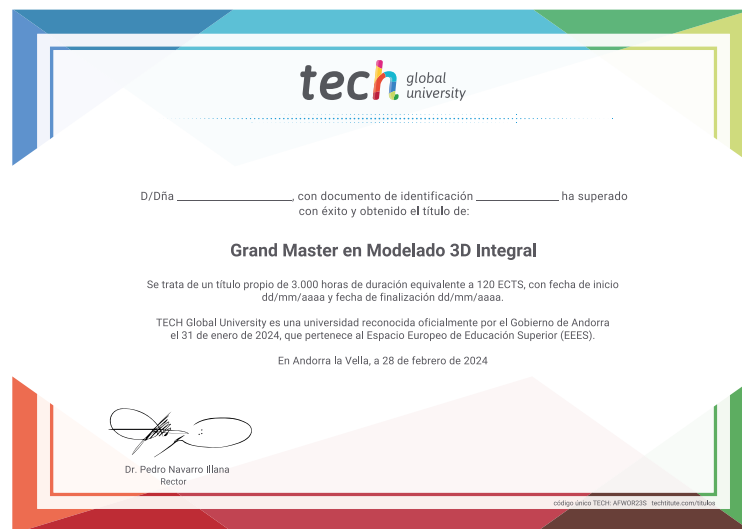 tech global university
D/Dña ____________________, con documento de identificación ______________ ha superado
con éxito y obtenido el título de:
Grand Master en Modelado 3D Integral
Se trata de un título propio de 3.000 horas de duración equivalente a 120 ECTS, con fecha de inicio
dd/mm/aaaa y fecha de finalización dd/mm/aaaa.
TECH Global University es una universidad reconocida oficialmente por el Gobierno de Andorra
el 31 de enero de 2024, que pertenece al Espacio Europeo de Educación Superior (EEES).
En Andorra la Vella, a 28 de febrero de 2024
Dr. Pedro Navarro Illana
Rector
código único TECH: AFWOR23S techtitute.com/titulos